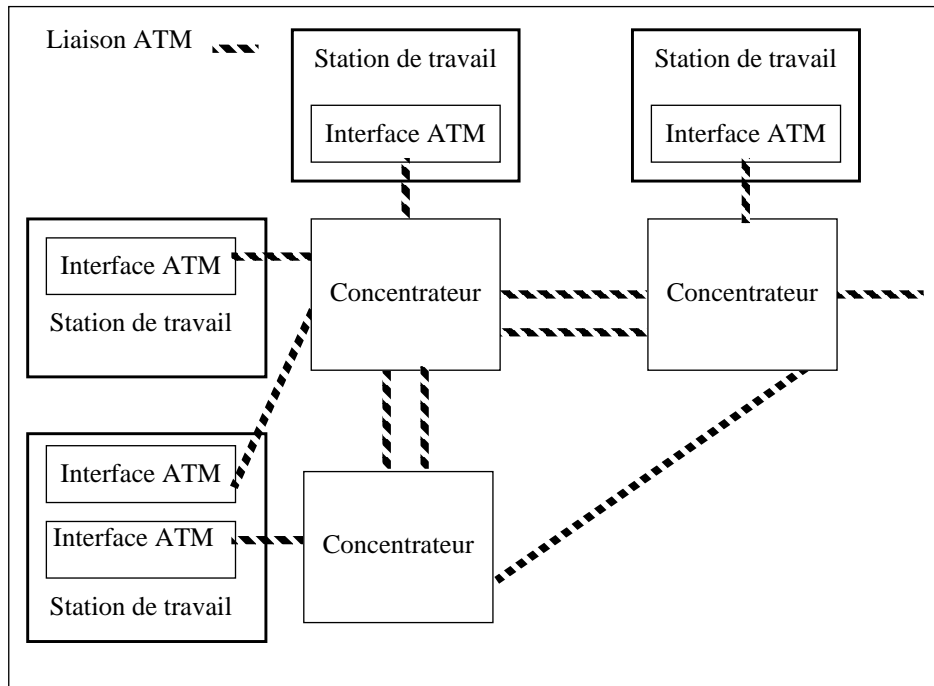 Liaison ATM
Station de travail
Interface ATM
Station de travail
Interface ATM
Interface ATM
Station de travail
Concentrateur
Concentrateur
Interface ATM
Interface ATM
Station de travail
Concentrateur